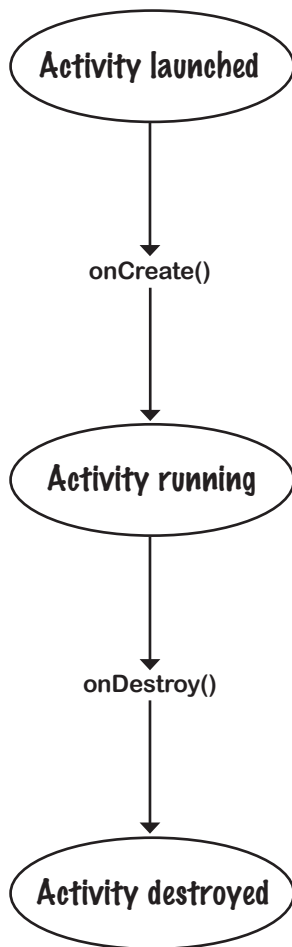 Activity launched
onCreate()
Activity running
onDestroy()
Activity destroyed